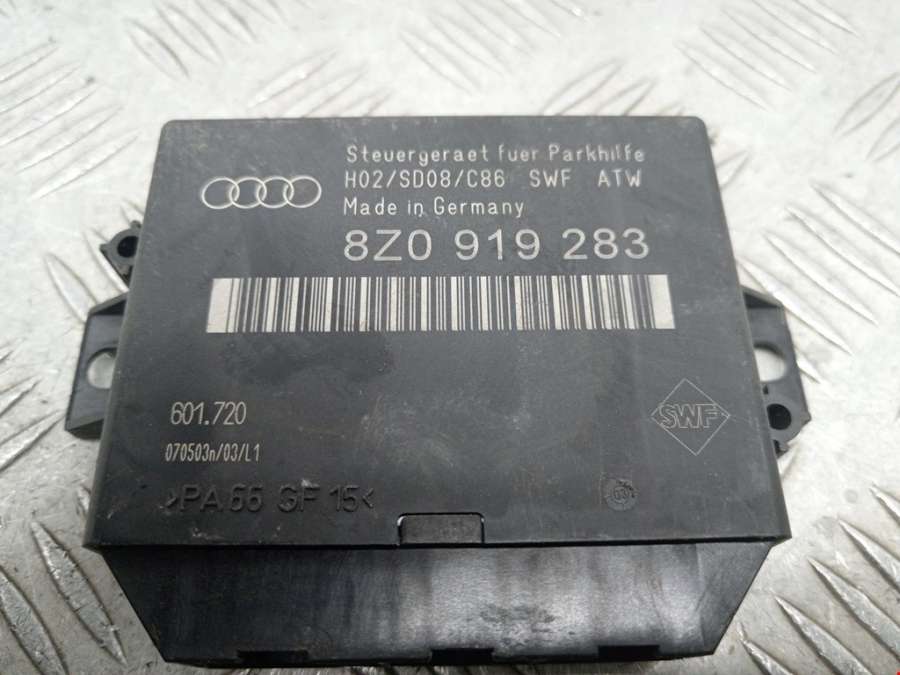 Steuergeraet fuer Parkhilfe
H02/SD08/C86 SWF ATW
Made in Germany
8Z0 919 283
601.720
SWF
070503n/03/L1
>PA 66 GF 15<
03